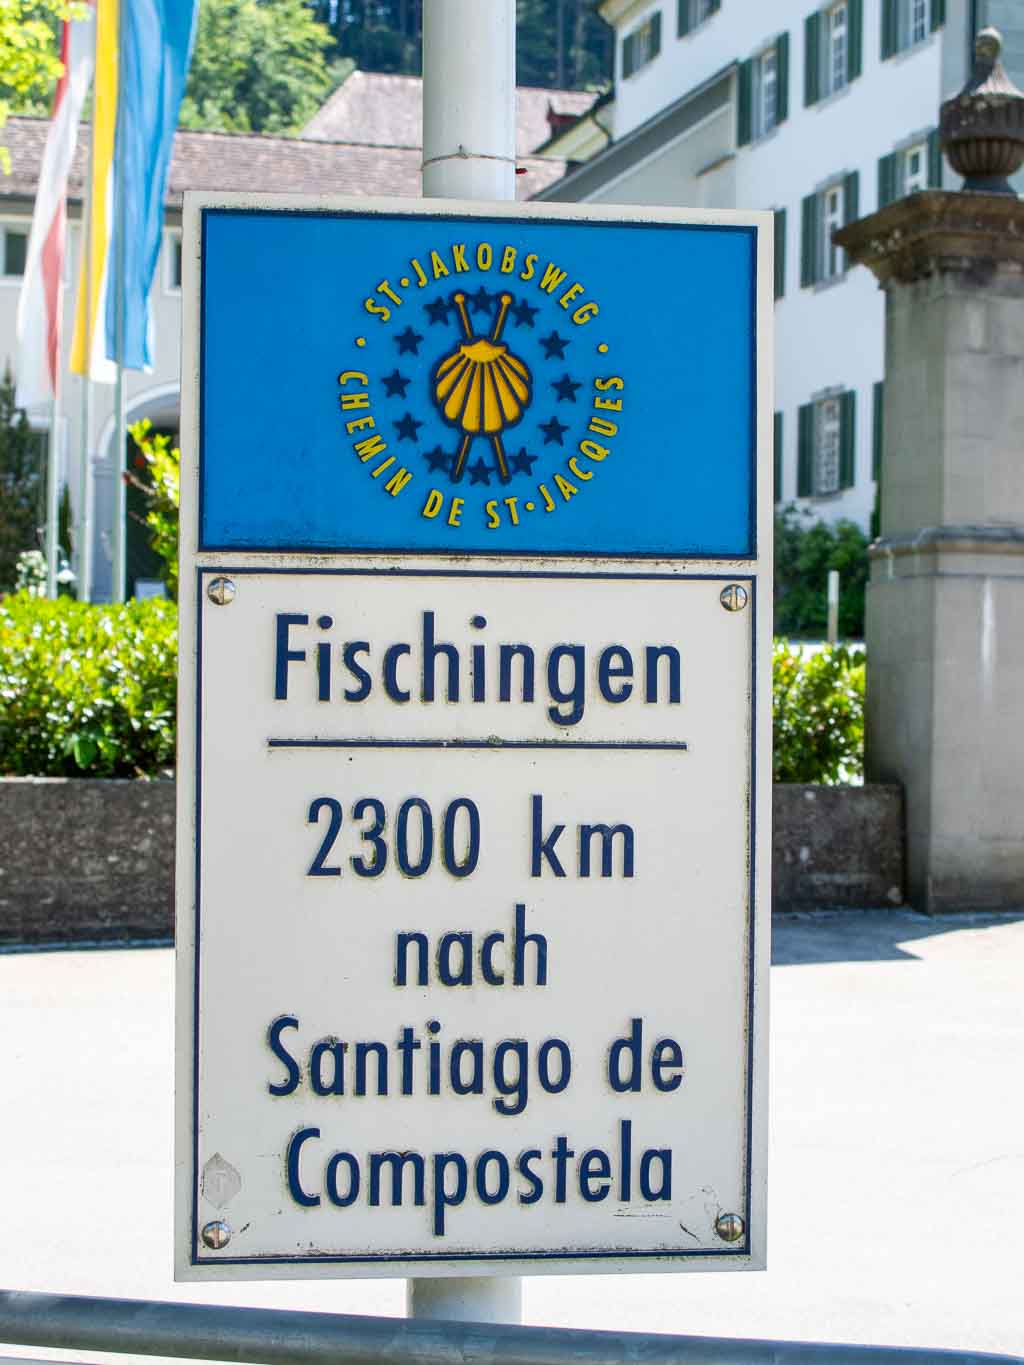 ST·JAKOBSWEG
· CHEMIN DE ST·JACQUES ·
Fischingen
2300 km
nach
Santiago de
Compostela